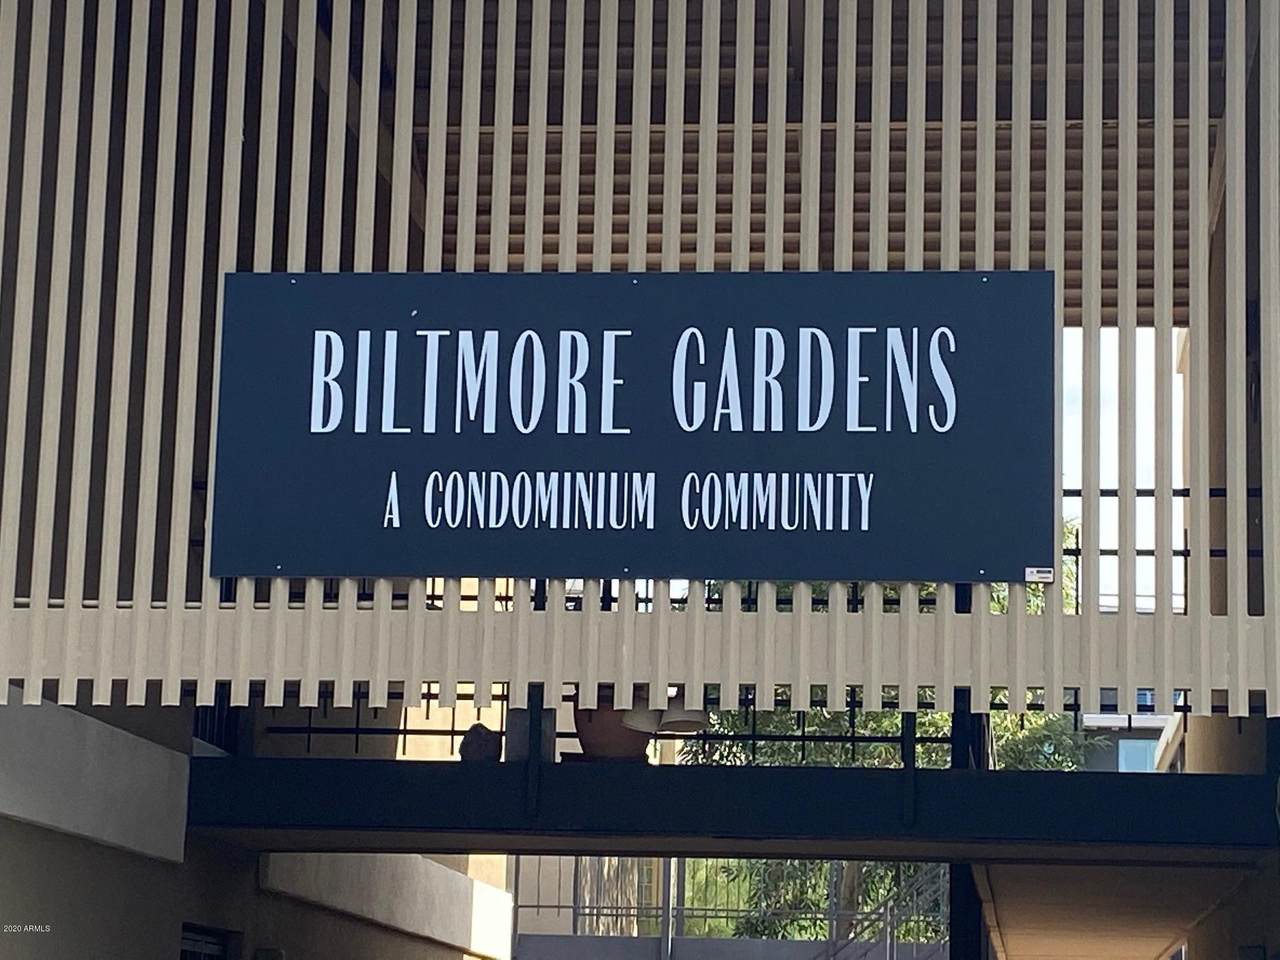 BILTMORE GARDENS
A CONDOMINIUM COMMUNITY
2020 ARMLS